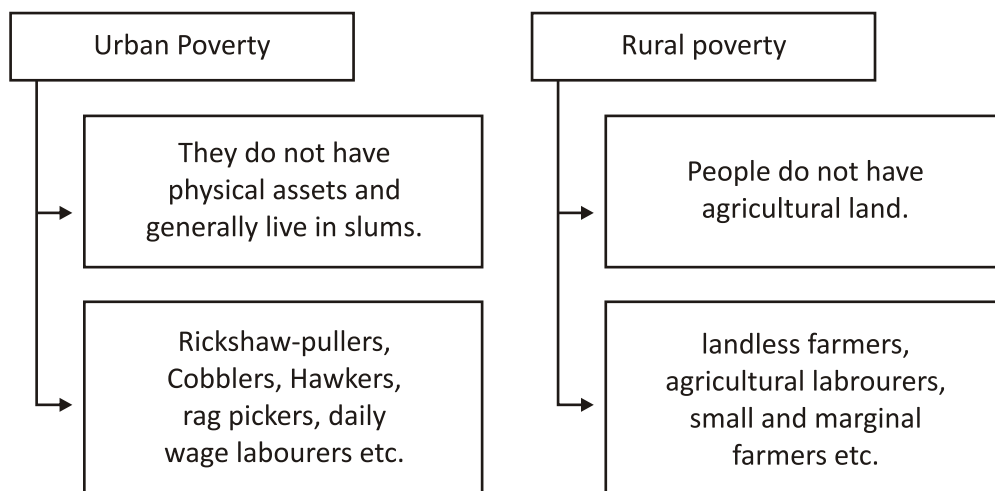 Urban Poverty
They do not have
physical assets and
generally live in slums.
Rickshaw-pullers,
Cobblers, Hawkers,
rag pickers, daily
wage labourers etc.
Rural poverty
People do not have
agricultural land.
landless farmers,
agricultural labrourers,
small and marginal
farmers etc.